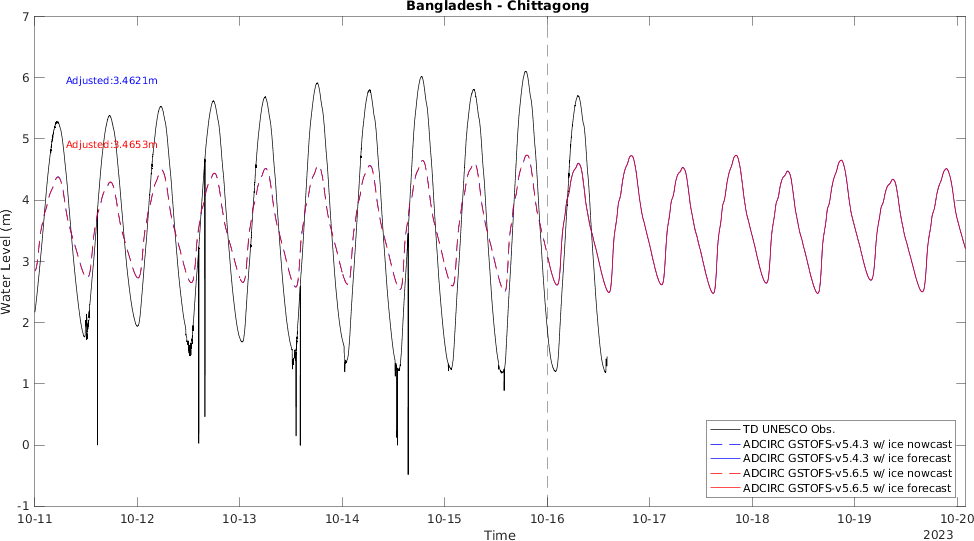 Bangladesh - Chittagong
7
6
5
4
3
2
1
0
-1
Water Level (m)
Adjusted:3.4621m
Adjusted:3.4653m
TD UNESCO Obs.
ADCIRC GSTOFS-v5.4.3 w/ ice nowcast
ADCIRC GSTOFS-v5.4.3 w/ ice forecast
ADCIRC GSTOFS-v5.6.5 w/ ice nowcast
ADCIRC GSTOFS-v5.6.5 w/ ice forecast
10-11 10-12 10-13 10-14 10-15 10-16 10-17 10-18 10-19 10-20
Time
2023